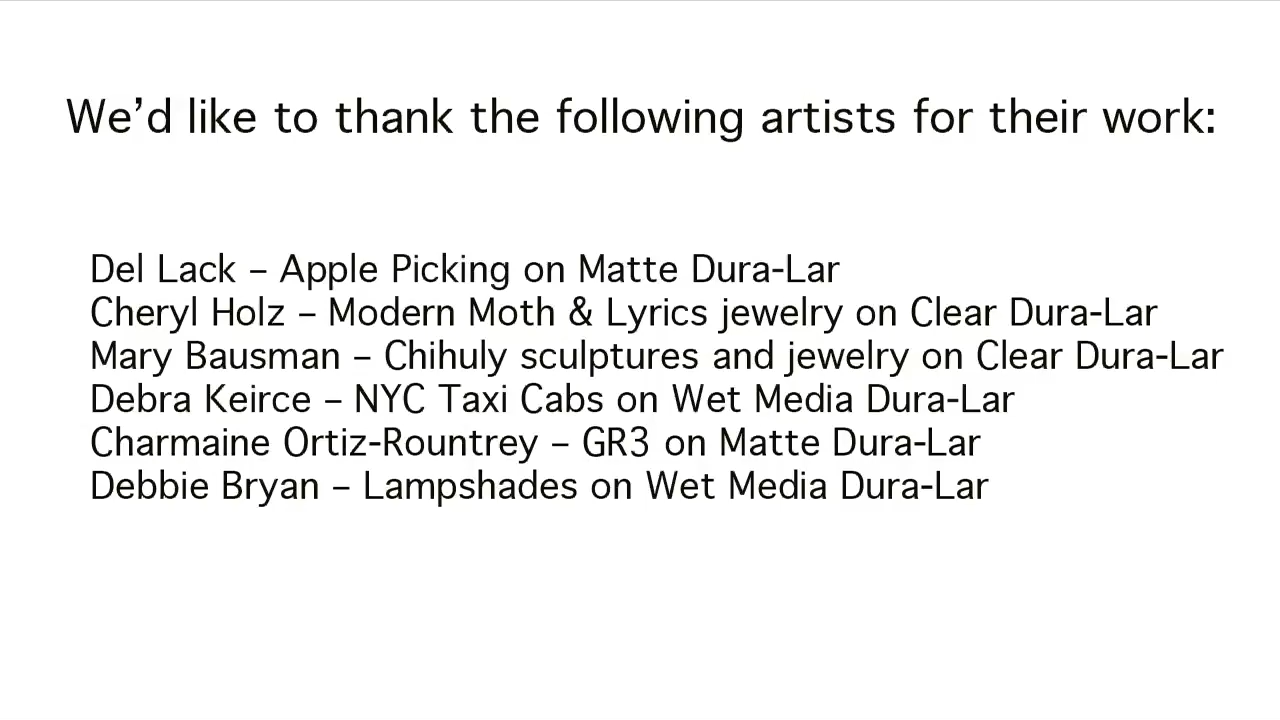 We’d like to thank the following artists for their work:
Del Lack – Apple Picking on Matte Dura-Lar
Cheryl Holz – Modern Moth & Lyrics jewelry on Clear Dura-Lar
Mary Bausman – Chihuly sculptures and jewelry on Clear Dura-Lar
Debra Keirce – NYC Taxi Cabs on Wet Media Dura-Lar
Charmaine Ortiz-Rountrey – GR3 on Matte Dura-Lar
Debbie Bryan – Lampshades on Wet Media Dura-Lar